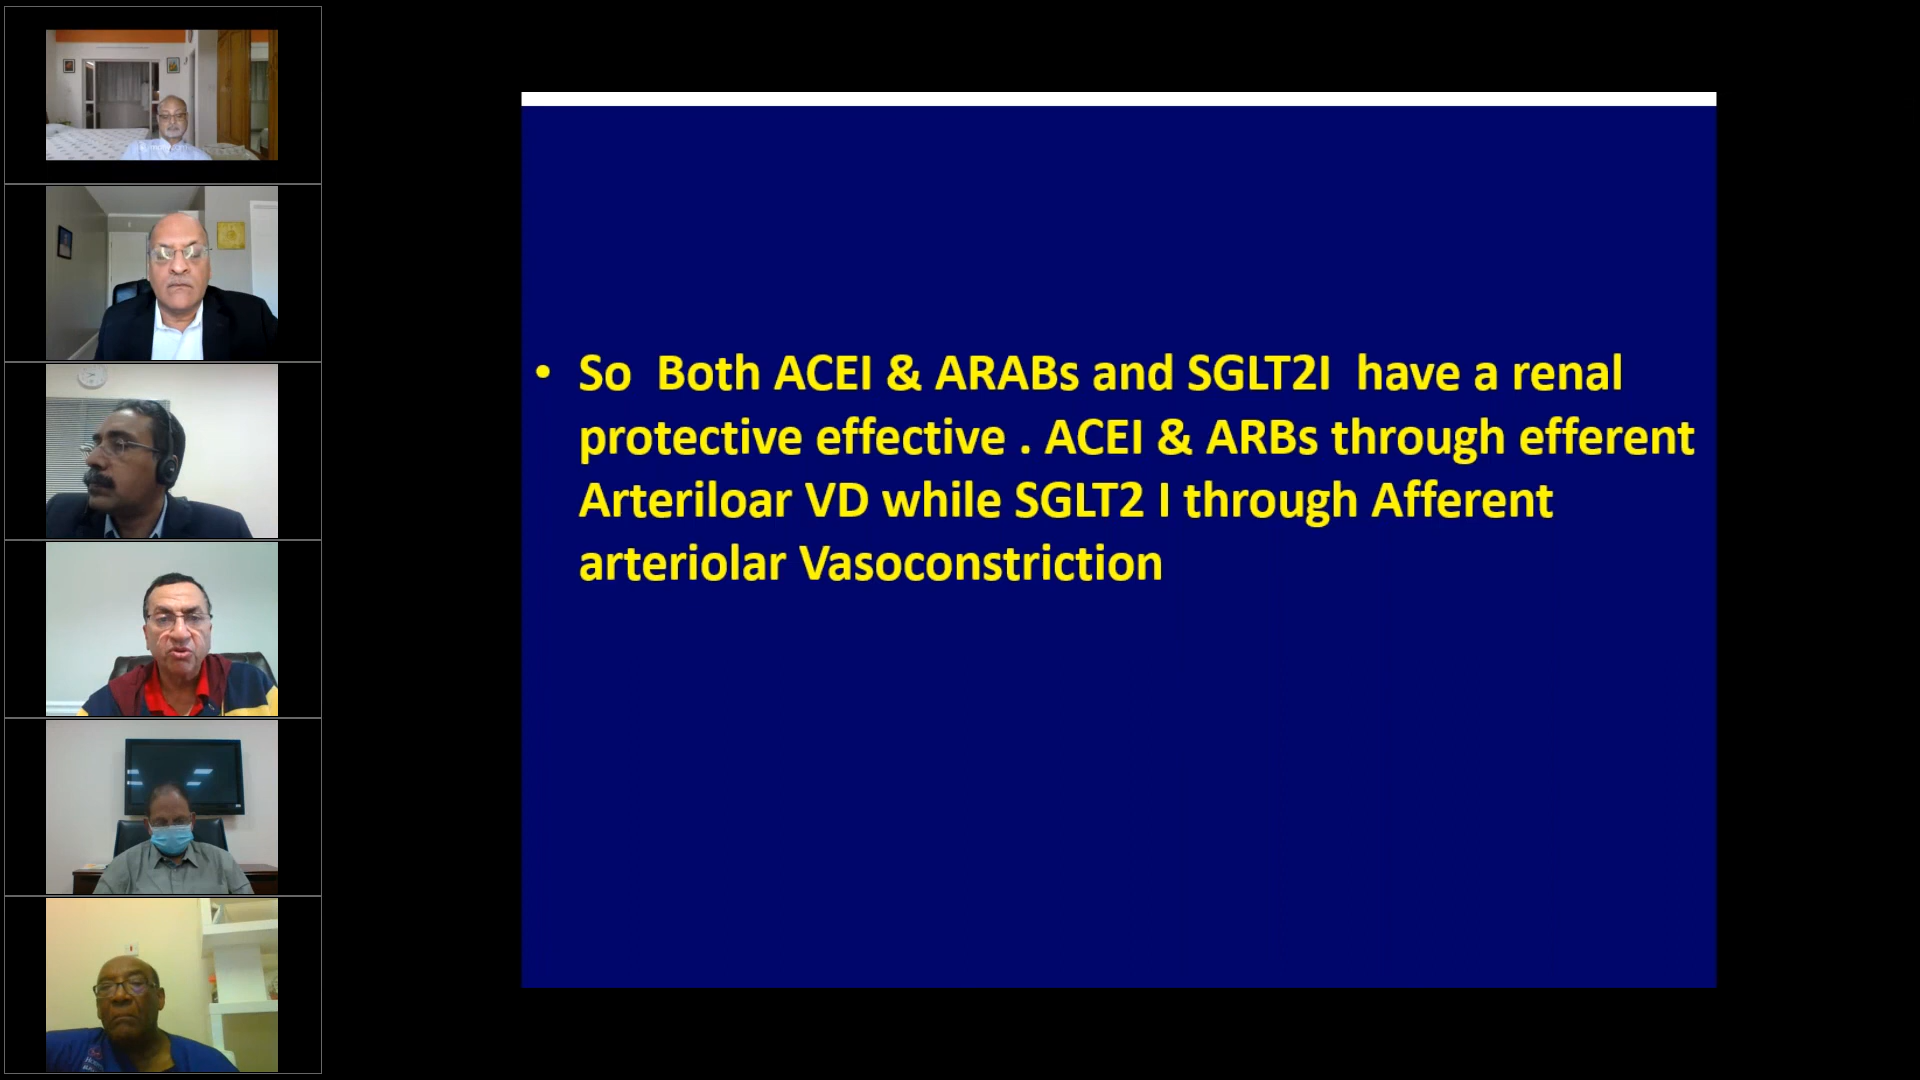 • So  Both ACEI & ARABs and SGLT2I  have a renal
protective effective . ACEI & ARBs through efferent
Arteriloar VD while SGLT2 I through Afferent
arteriolar Vasoconstriction